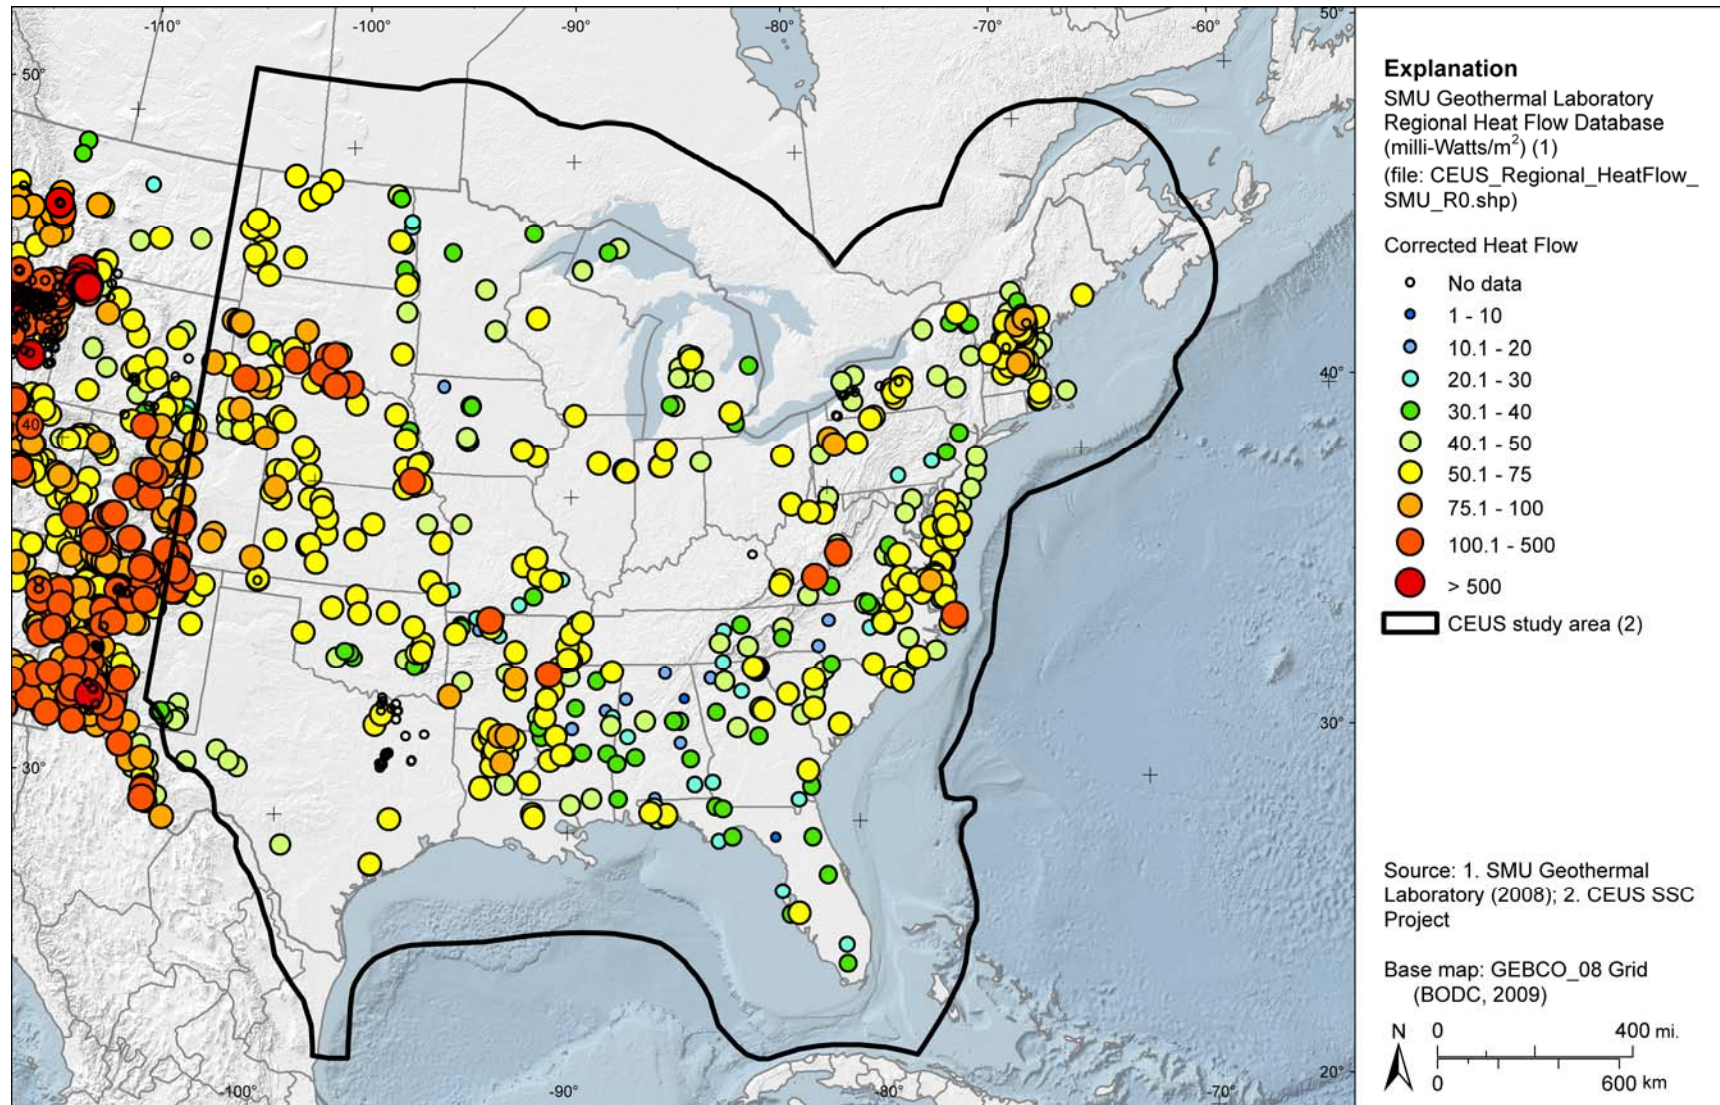 -110°
-100°
-90°
-80°
-70°
-60°
50°
50°
40°
40
30°
30°
20°
-100°
-90°
-80°
-70°
Explanation
SMU Geothermal Laboratory
Regional Heat Flow Database
(milli-Watts/m²) (1)
(file: CEUS_Regional_HeatFlow_
SMU_R0.shp)
Corrected Heat Flow
No data
1 - 10
10.1 - 20
20.1 - 30
30.1 - 40
40.1 - 50
50.1 - 75
75.1 - 100
100.1 - 500
> 500
CEUS study area (2)
Source: 1. SMU Geothermal
Laboratory (2008); 2. CEUS SSC
Project
Base map: GEBCO_08 Grid
(BODC, 2009)
N
0 400 mi.
0 600 km